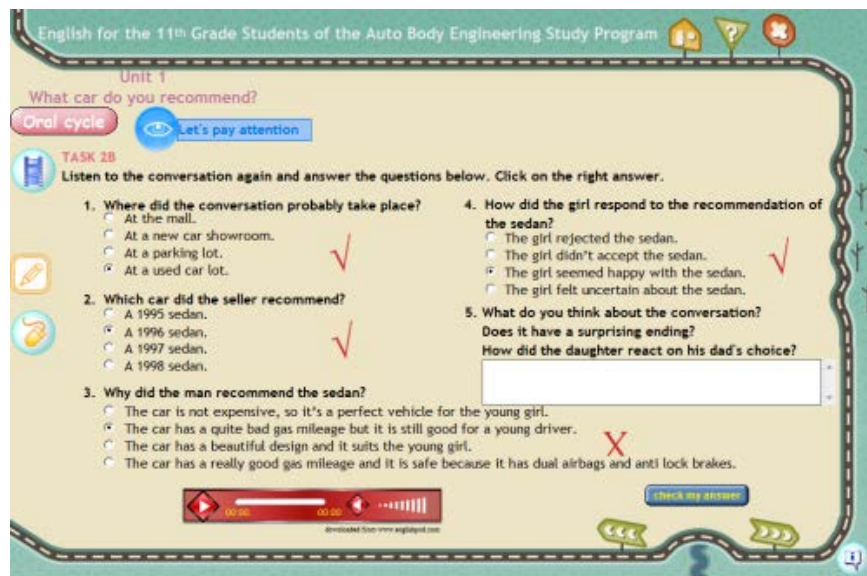 English for the 11th Grade Students of the Auto Body Engineering Study Program
Unit 1
What car do you recommend?
Oral cycle
Let's pay attention
TASK 2B
Listen to the conversation again and answer the questions below. Click on the right answer.
1. Where did the conversation probably take place?
At the mall.
At a new car showroom.
At a parking lot.
At a used car lot.
√
2. Which car did the seller recommend?
A 1995 sedan.
A 1996 sedan.
A 1997 sedan.
A 1998 sedan.
√
3. Why did the man recommend the sedan?
The car is not expensive, so it's a perfect vehicle for the young girl.
The car has a quite bad gas mileage but it is still good for a young driver.
The car has a beautiful design and it suits the young girl.
The car has a really good gas mileage and it is safe because it has dual airbags and anti lock brakes.
X
4. How did the girl respond to the recommendation of
the sedan?
The girl rejected the sedan.
The girl didn't accept the sedan.
The girl seemed happy with the sedan.
The girl felt uncertain about the sedan.
√
5. What do you think about the conversation?
Does it have a surprising ending?
How did the daughter react on his dad's choice?
00:00
00:00
check my answer